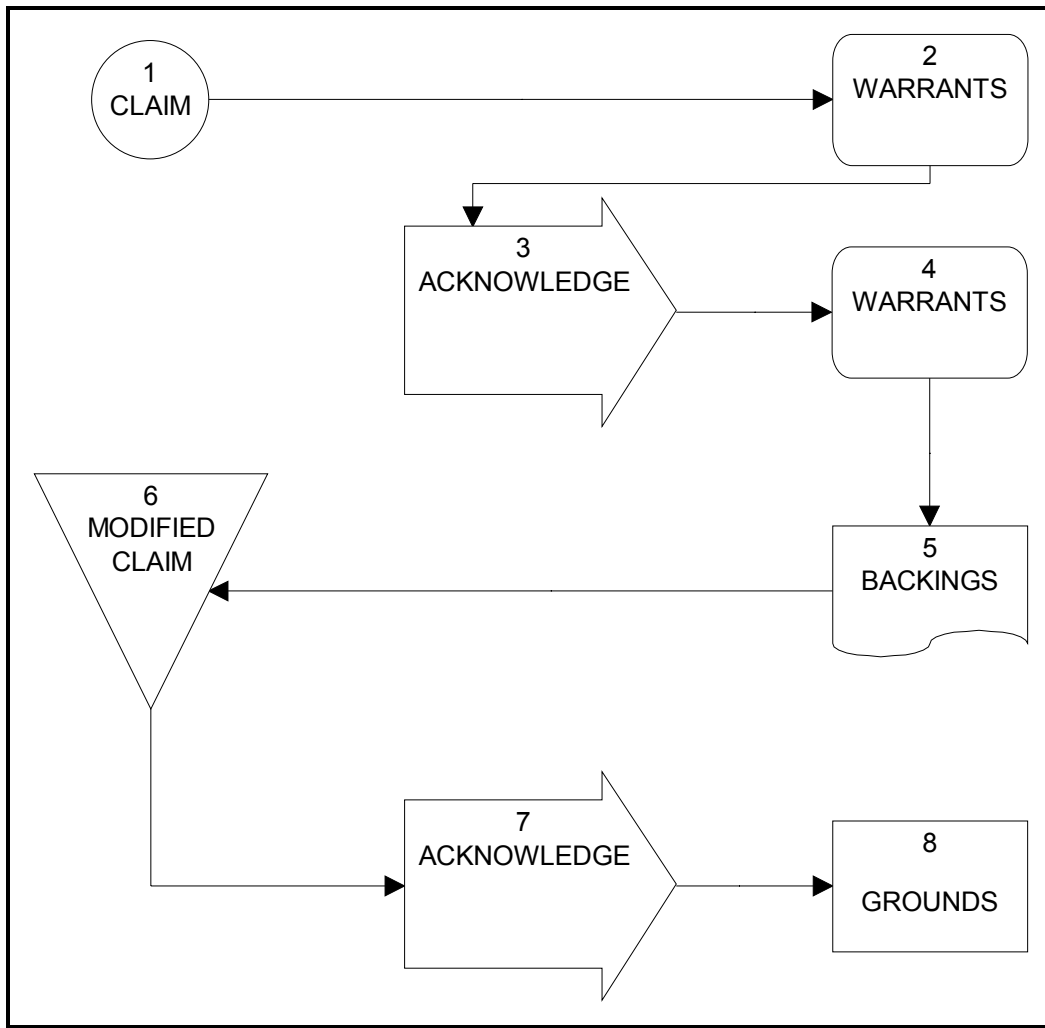 1
CLAIM
2
WARRANTS
3
ACKNOWLEDGE
4
WARRANTS
5
BACKINGS
6
MODIFIED
CLAIM
7
ACKNOWLEDGE
8
GROUNDS